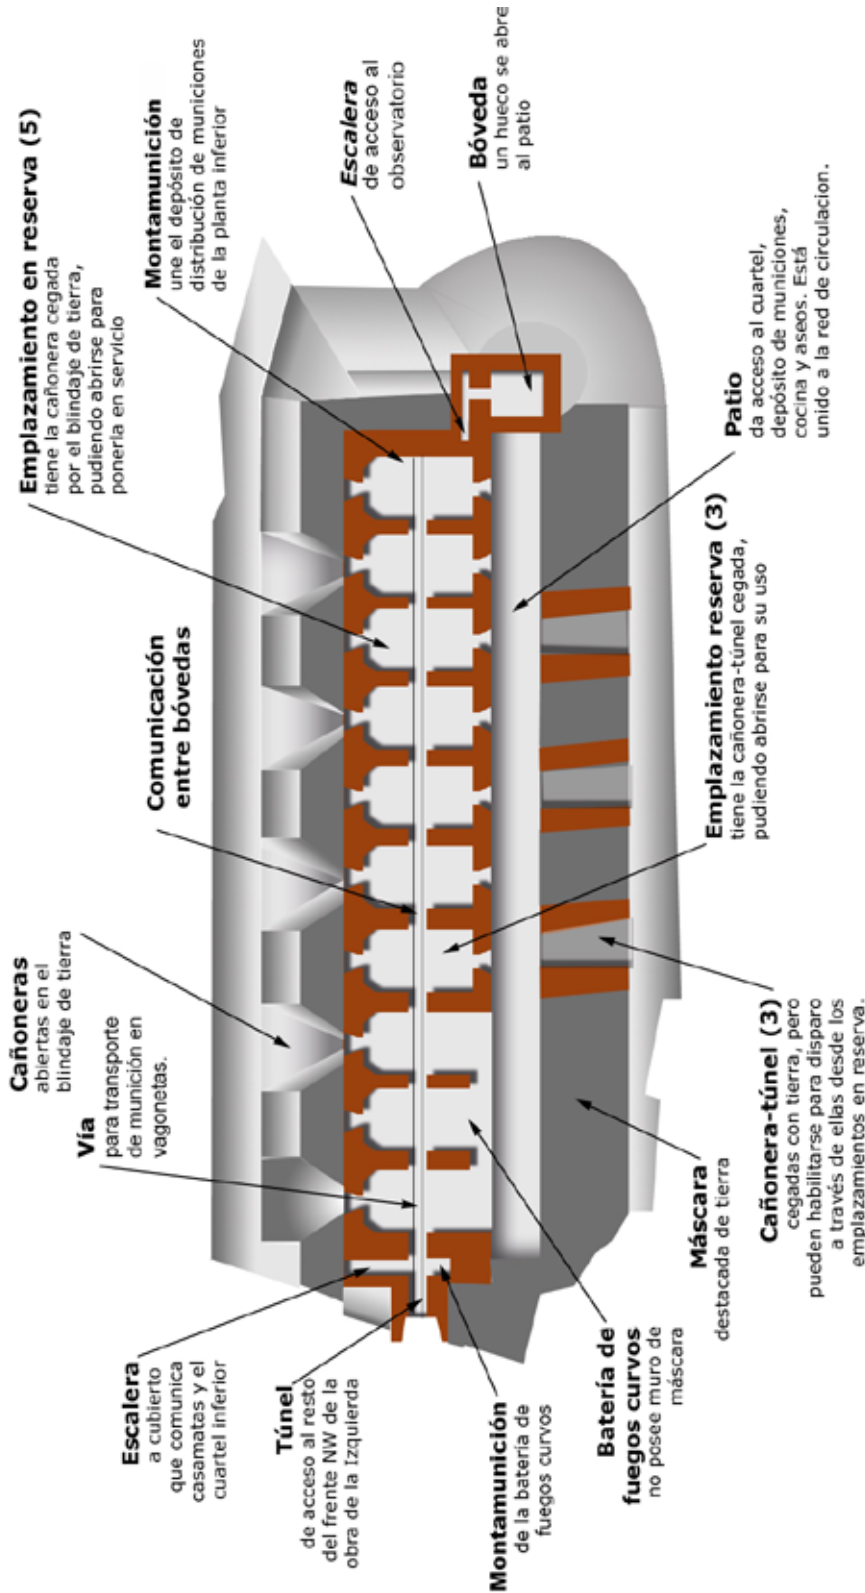 Escalera
a cubierto
que comunica
casamatas y el
cuartel inferior
Túnel
de acceso al resto
del frente NW de la
obra de la Izquierda
Montamunición
de la batería de
fuegos curvos
Cañoneras
abiertas en el
blindaje de tierra
Vía
para transporte
de munición en
vagonetas.
Comunicación
entre bóvedas
Emplazamiento en reserva (5)
tiene la cañonera cegada
por el blindaje de tierra,
pudiendo abrirse para
ponerla en servicio
Montamunición
une el depósito de
distribución de municiones
de la planta inferior
Escalera
de acceso al
observatorio
Bóveda
un hueco se abre
al patio
Batería de
fuegos curvos
no posee muro de
máscara
Máscara
destacada de tierra
Cañonera-túnel (3)
cegadas con tierra, pero
pueden habilitarse para disparo
a través de ellas desde los
emplazamientos en reserva.
Emplazamiento reserva (3)
tiene la cañonera-túnel cegada,
pudiendo abrirse para su uso
Patio
da acceso al cuartel,
depósito de municiones,
cocina y aseos. Está
unido a la red de circulacion.